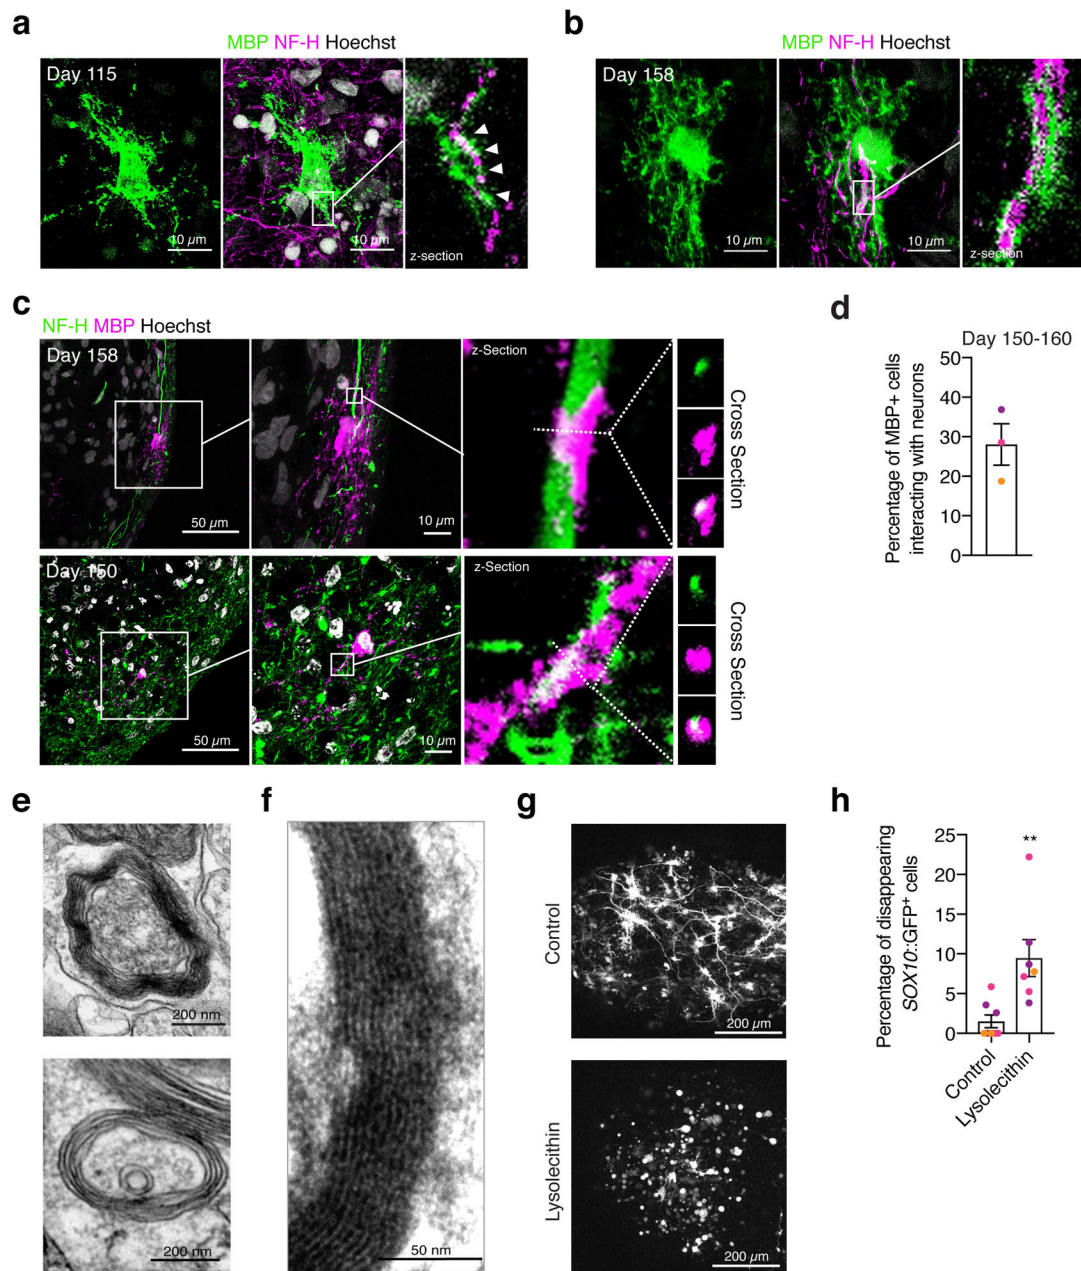 a
MBP NF-H Hoechst
Day 115
10 µm
10 µm
z-section
b
MBP NF-H Hoechst
Day 158
10 µm
10 µm
z-section
c
NF-H MBP Hoechst
Day 158
50 µm
10 µm
z-Section
Cross Section
Day 150
50 µm
10 µm
z-Section
Cross Section
d
Day 150-160
Percentage of MBP+ cells
interacting with neurons
50
40
30
20
10
0
e
200 nm
200 nm
f
50 nm
g
Control
200 µm
Lysolecithin
200 µm
h
Percentage of disappearing
SOX10::GFP+ cells
25
20
15
10
5
0
**
Control
Lysolecithin